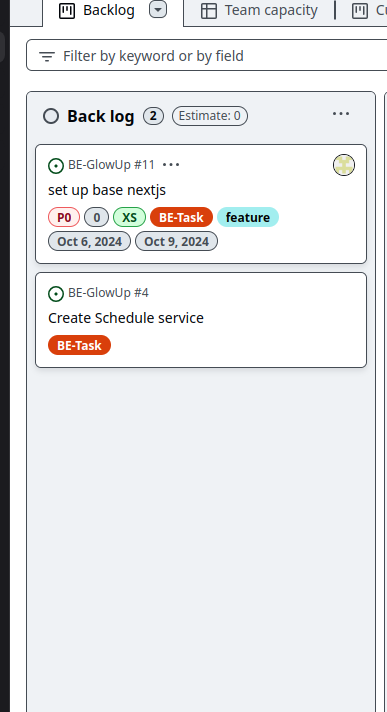 Backlog
Team capacity
Filter by keyword or by field
Back log 2 Estimate: 0
BE-GlowUp #11
set up base nextjs
P0 0 XS BE-Task feature
Oct 6, 2024 Oct 9, 2024
BE-GlowUp #4
Create Schedule service
BE-Task